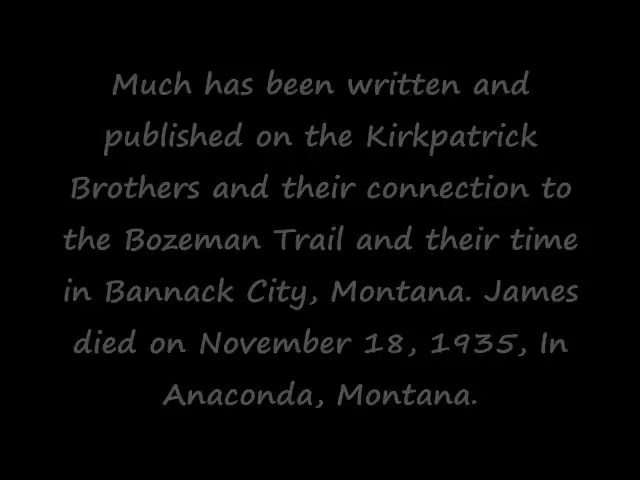 Much has been written and
published on the Kirkpatrick
Brothers and their connection to
the Bozeman Trail and their time
in Bannack City, Montana. James
died on November 18, 1935, In
Anaconda, Montana.